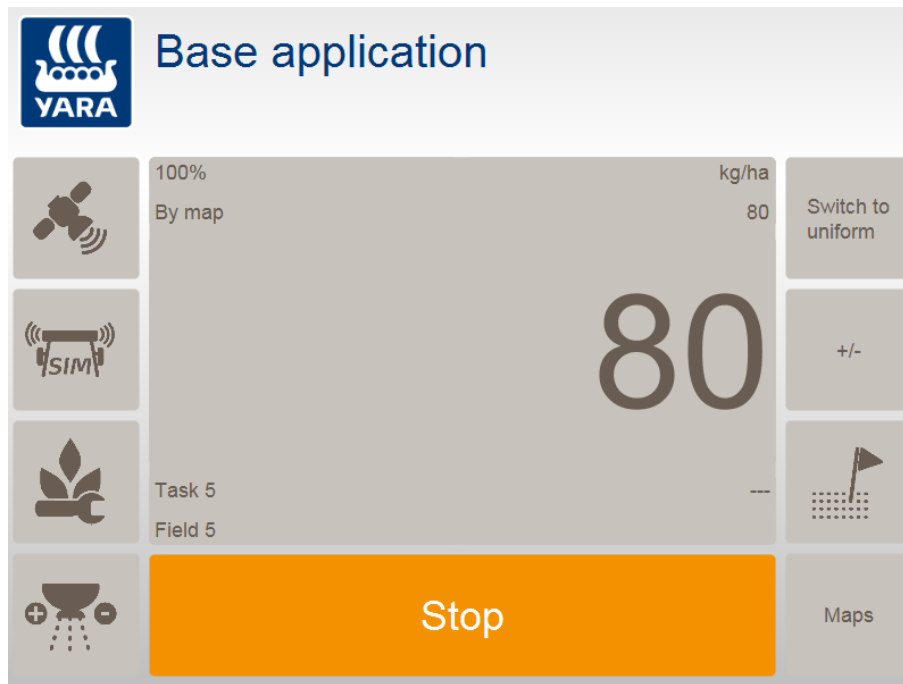 YARA
Base application
100%
kg/ha
By map
80
Switch to
uniform
80
+/-
SIM
Task 5
---
Field 5
Stop
Maps